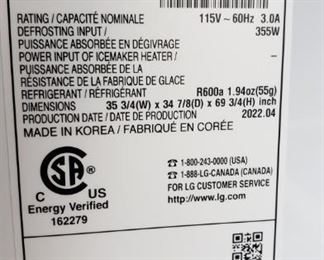 RATING / CAPACITÉ NOMINALE 115V ~ 60Hz 3.0A
DEFROSTING INPUT / 355W
PUISSANCE ABSORBÉE EN DÉGIVRAGE
POWER INPUT OF ICEMAKER HEATER / –
PUISSANCE ABSORBÉE DE LA
RÉSISTANCE DE LA FABRIQUE DE GLACE
REFRIGERANT / RÉFRIGÉRANT R600a 1.94oz(55g)
DIMENSIONS 35 3/4(W) x 34 7/8(D) x 69 3/4(H) inch
PRODUCTION DATE / DATE DE PRODUCTION 2022.04
MADE IN KOREA / FABRIQUÉ EN CORÉE
CSA ®
C US
Energy Verified
162279
1-800-243-0000 (USA)
1-888-LG-CANADA (CANADA)
FOR LG CUSTOMER SERVICE
http://www.lg.com